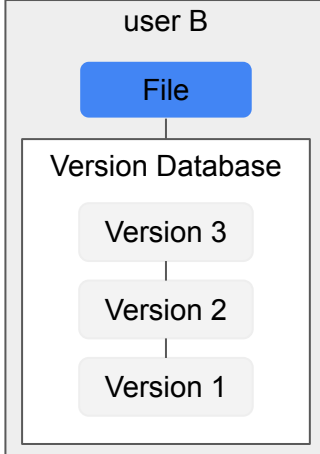 user B
File
Version Database
Version 3
Version 2
Version 1